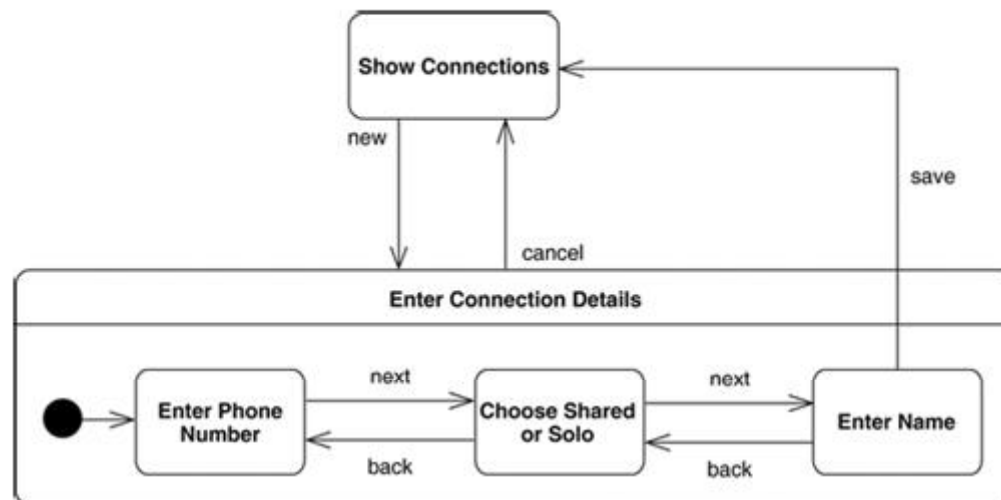 Show Connections
new
save
cancel
Enter Connection Details
next
next
Enter Phone
Number
Choose Shared
or Solo
Enter Name
back
back